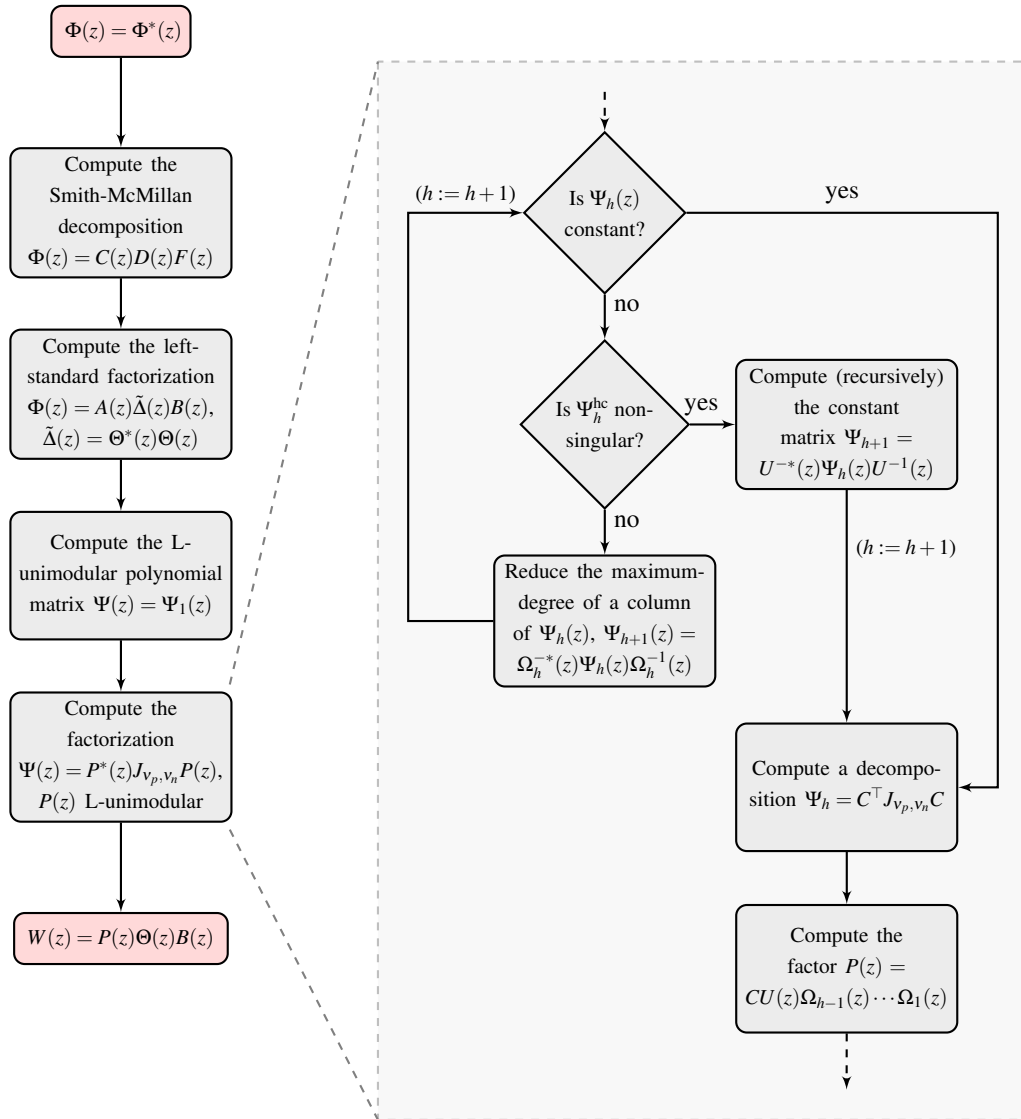 Φ(z) = Φ*(z)
Compute the
Smith-McMillan
decomposition
Φ(z) = C(z)D(z)F(z)
Compute the left-
standard factorization
Φ(z) = A(z)Δ̃(z)B(z),
Δ̃(z) = Θ*(z)Θ(z)
Compute the L-
unimodular polynomial
matrix Ψ(z) = Ψ₁(z)
Compute the
factorization
Ψ(z) = P*(z)J_{ν_p,ν_n}P(z),
P(z) L-unimodular
W(z) = P(z)Θ(z)B(z)
(h := h+1)
Is Ψ_h(z)
constant?
yes
no
Is Ψ_h^{hc} non-
singular?
yes
Compute (recursively)
the constant
matrix Ψ_{h+1} =
U^{-*}(z)Ψ_h(z)U^{-1}(z)
no
(h := h+1)
Reduce the maximum-
degree of a column
of Ψ_h(z), Ψ_{h+1}(z) =
Ω_h^{-*}(z)Ψ_h(z)Ω_h^{-1}(z)
Compute a decompo-
sition Ψ_h = C^⊤J_{ν_p,ν_n}C
Compute the
factor P(z) =
CU(z)Ω_{h-1}(z)···Ω₁(z)